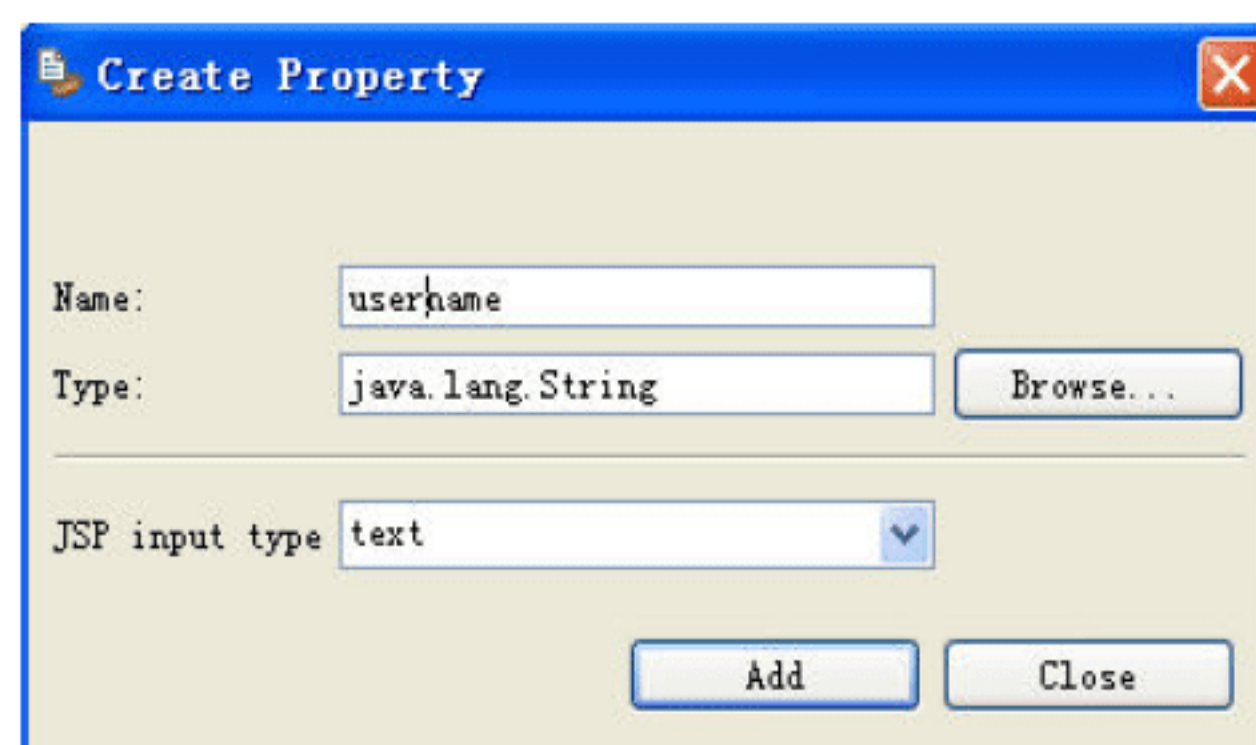 Create Property
Name:
username
Type:
java.lang.String
Browse...
JSP input type
text
Add
Close